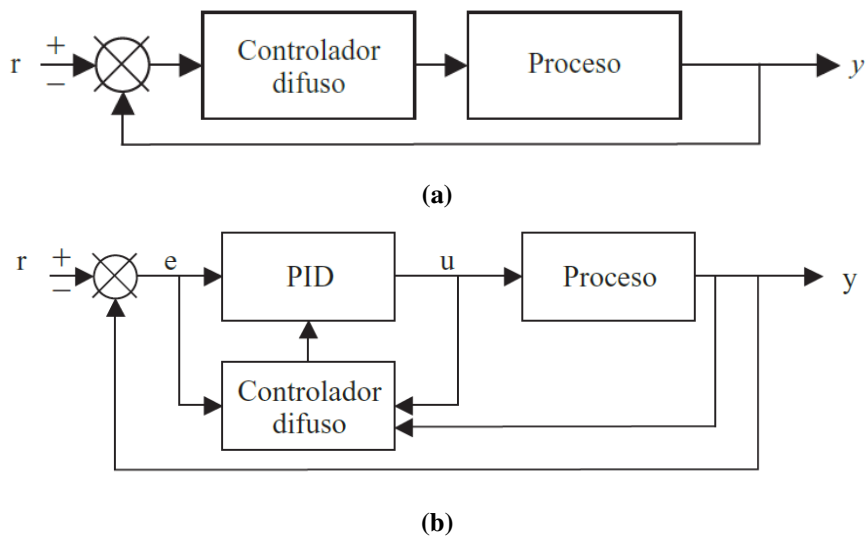 r
+
−
Controlador
difuso
Proceso
y
(a)
r
+
−
e
PID
u
Proceso
y
Controlador
difuso
(b)